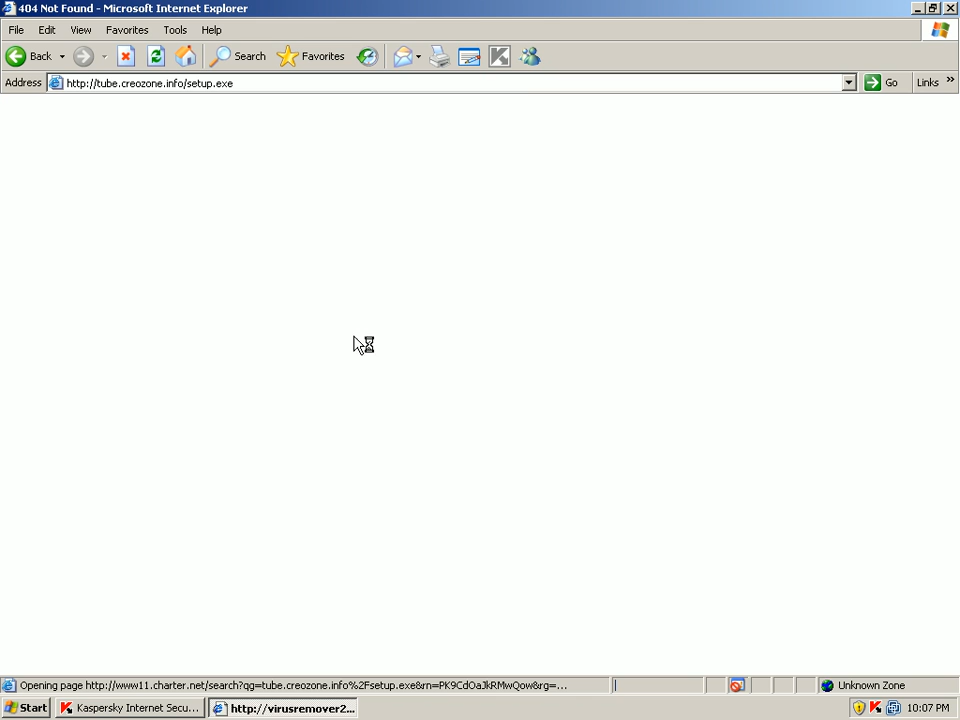 404 Not Found - Microsoft Internet Explorer
File Edit View Favorites Tools Help
Back Search Favorites
Address http://tube.creozone.info/setup.exe Go Links »
Opening page http://www11.charter.net/search?qg=tube.creozone.info%2Fsetup.exe&rn=PK9CdOaJkRMwQow&rg=... Unknown Zone
Start Kaspersky Internet Secu... http://virusremover2... 10:07 PM